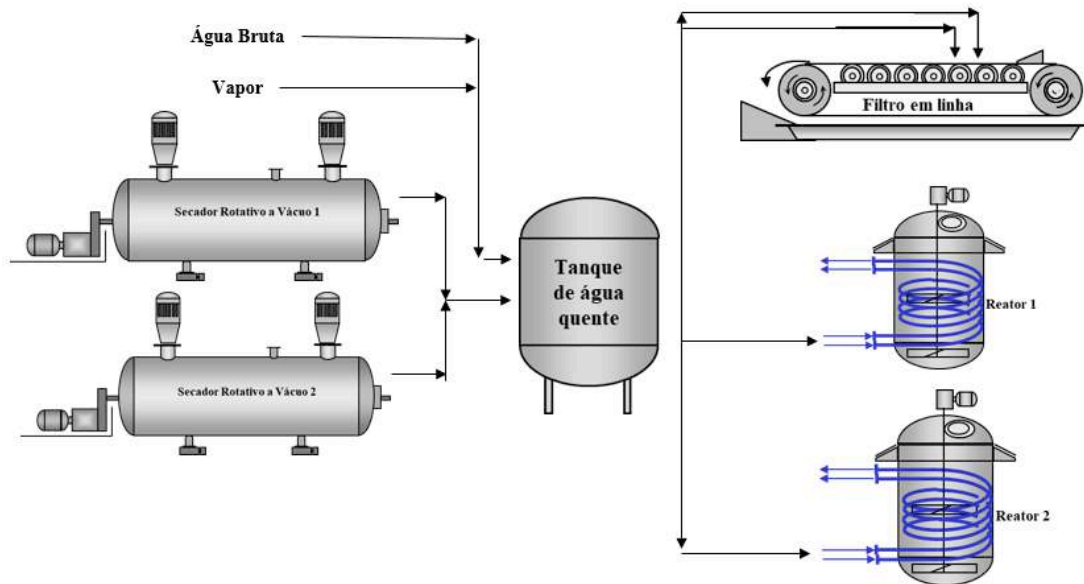 Água Bruta
Vapor
Filtro em linha
Secador Rotativo a Vácuo 1
Tanque
de água
quente
Reator 1
Secador Rotativo a Vácuo 2
Reator 2